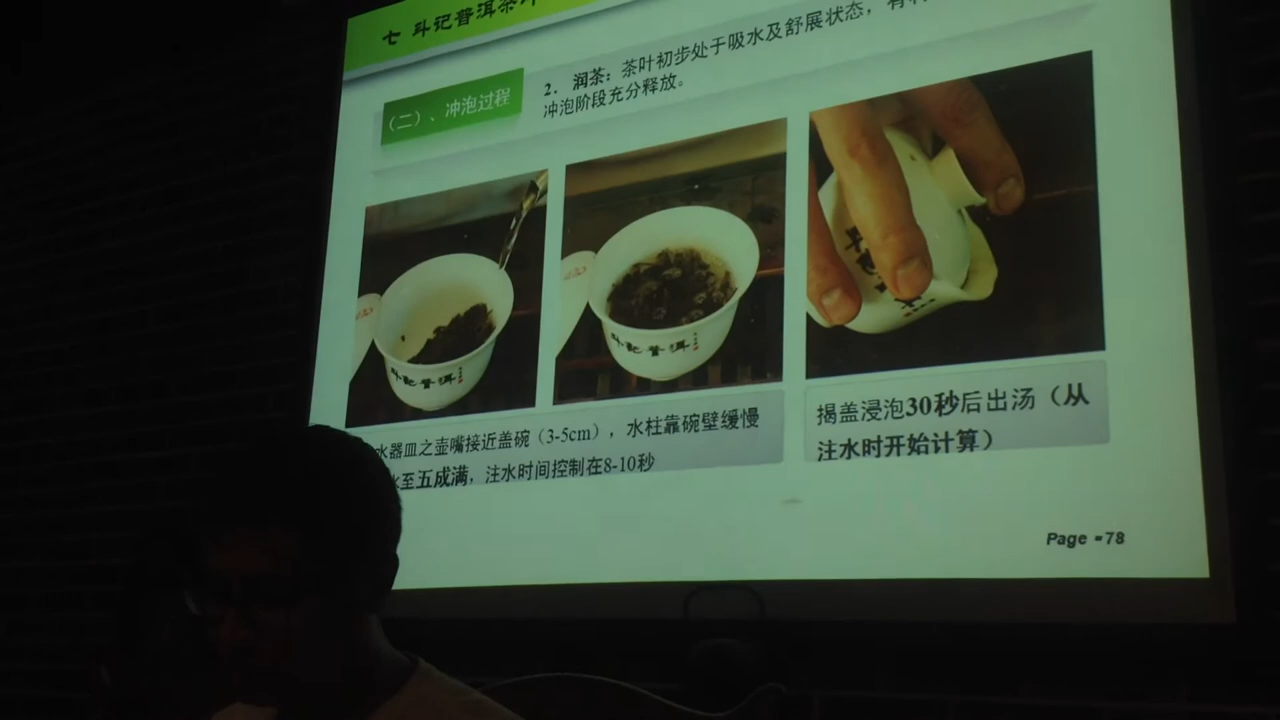 七 斗记普洱茶
(二)、冲泡过程
2. 润茶：茶叶初步处于吸水及舒展状态，有
冲泡阶段充分释放。
斗记普洱
斗记普洱
水器皿之壶嘴接近盖碗（3-5cm），水柱靠碗壁缓慢
水至五成满，注水时间控制在8-10秒
揭盖浸泡30秒后出汤（从
注水时开始计算）
Page -78